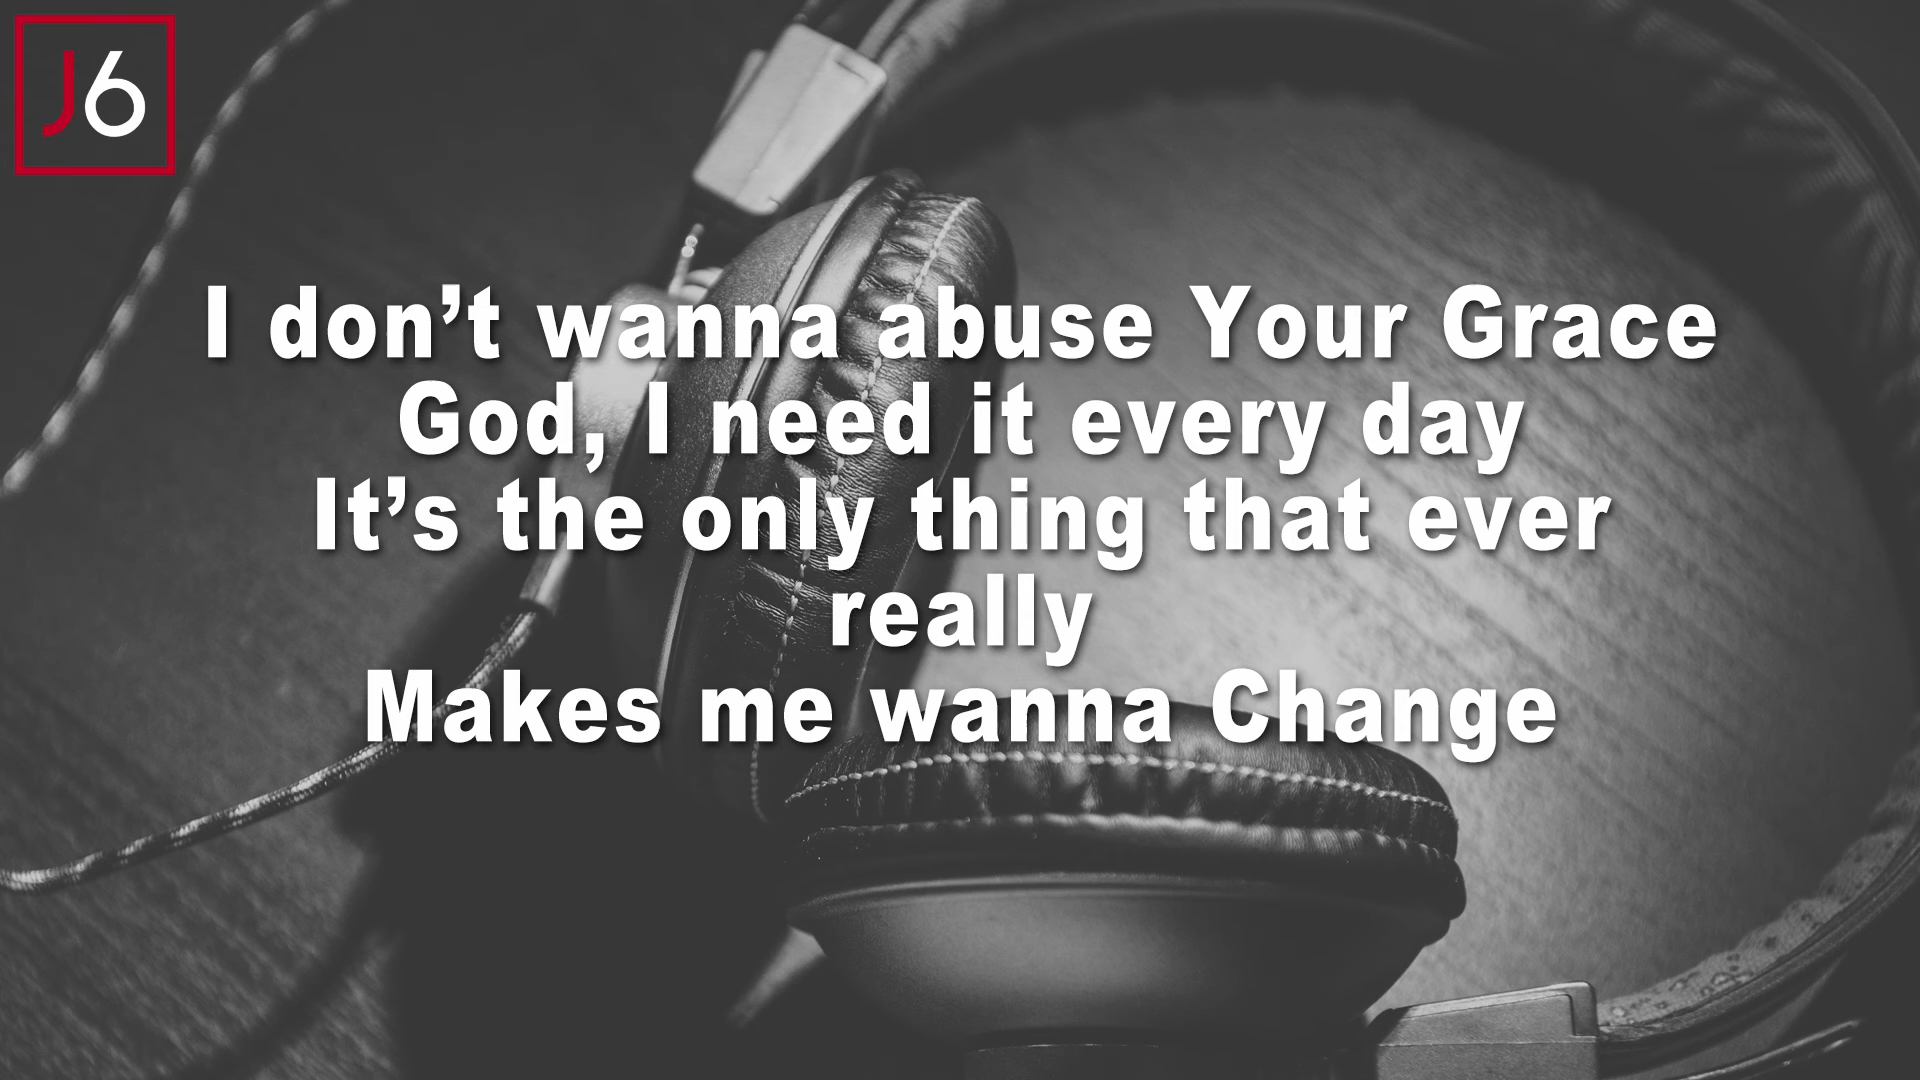 J6
I don’t wanna abuse Your Grace
God, I need it every day
It’s the only thing that ever
really
Makes me wanna Change